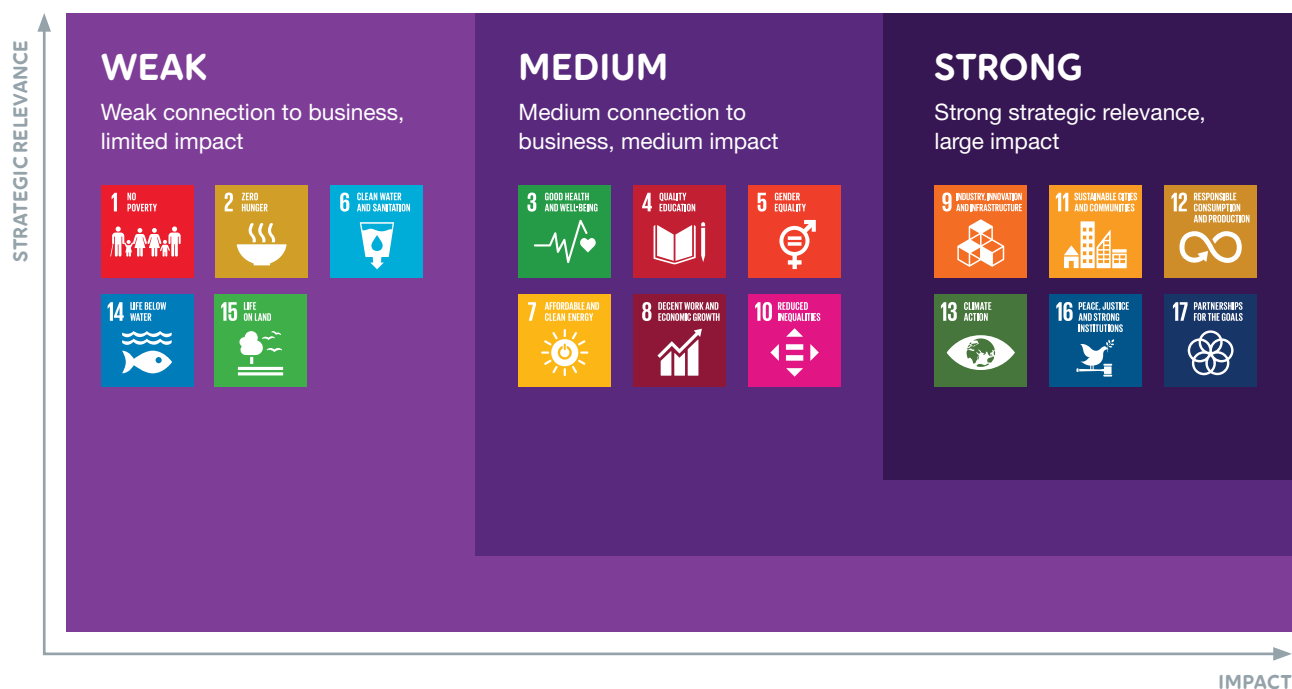 STRATEGIC RELEVANCE
WEAK
Weak connection to business,
limited impact
1 NO
POVERTY
2 ZERO
HUNGER
6 CLEAN WATER
AND SANITATION
14 LIFE BELOW
WATER
15 LIFE
ON LAND
MEDIUM
Medium connection to
business, medium impact
3 GOOD HEALTH
AND WELL-BEING
4 QUALITY
EDUCATION
5 GENDER
EQUALITY
7 AFFORDABLE AND
CLEAN ENERGY
8 DECENT WORK AND
ECONOMIC GROWTH
10 REDUCED
INEQUALITIES
STRONG
Strong strategic relevance,
large impact
9 INDUSTRY, INNOVATION
AND INFRASTRUCTURE
11 SUSTAINABLE CITIES
AND COMMUNITIES
12 RESPONSIBLE
CONSUMPTION
AND PRODUCTION
13 CLIMATE
ACTION
16 PEACE, JUSTICE
AND STRONG
INSTITUTIONS
17 PARTNERSHIPS
FOR THE GOALS
IMPACT